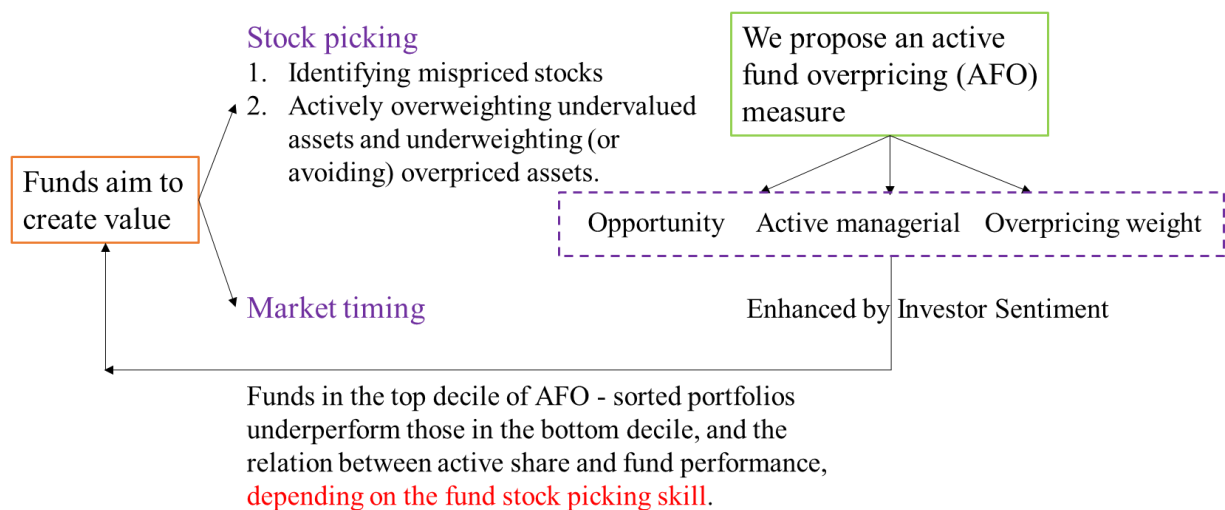 Stock picking
1. Identifying mispriced stocks
2. Actively overweighting undervalued
assets and underweighting (or
avoiding) overpriced assets.
We propose an active
fund overpricing (AFO)
measure
Funds aim to
create value
Opportunity Active managerial Overpricing weight
Market timing
Enhanced by Investor Sentiment
Funds in the top decile of AFO - sorted portfolios
underperform those in the bottom decile, and the
relation between active share and fund performance,
depending on the fund stock picking skill.